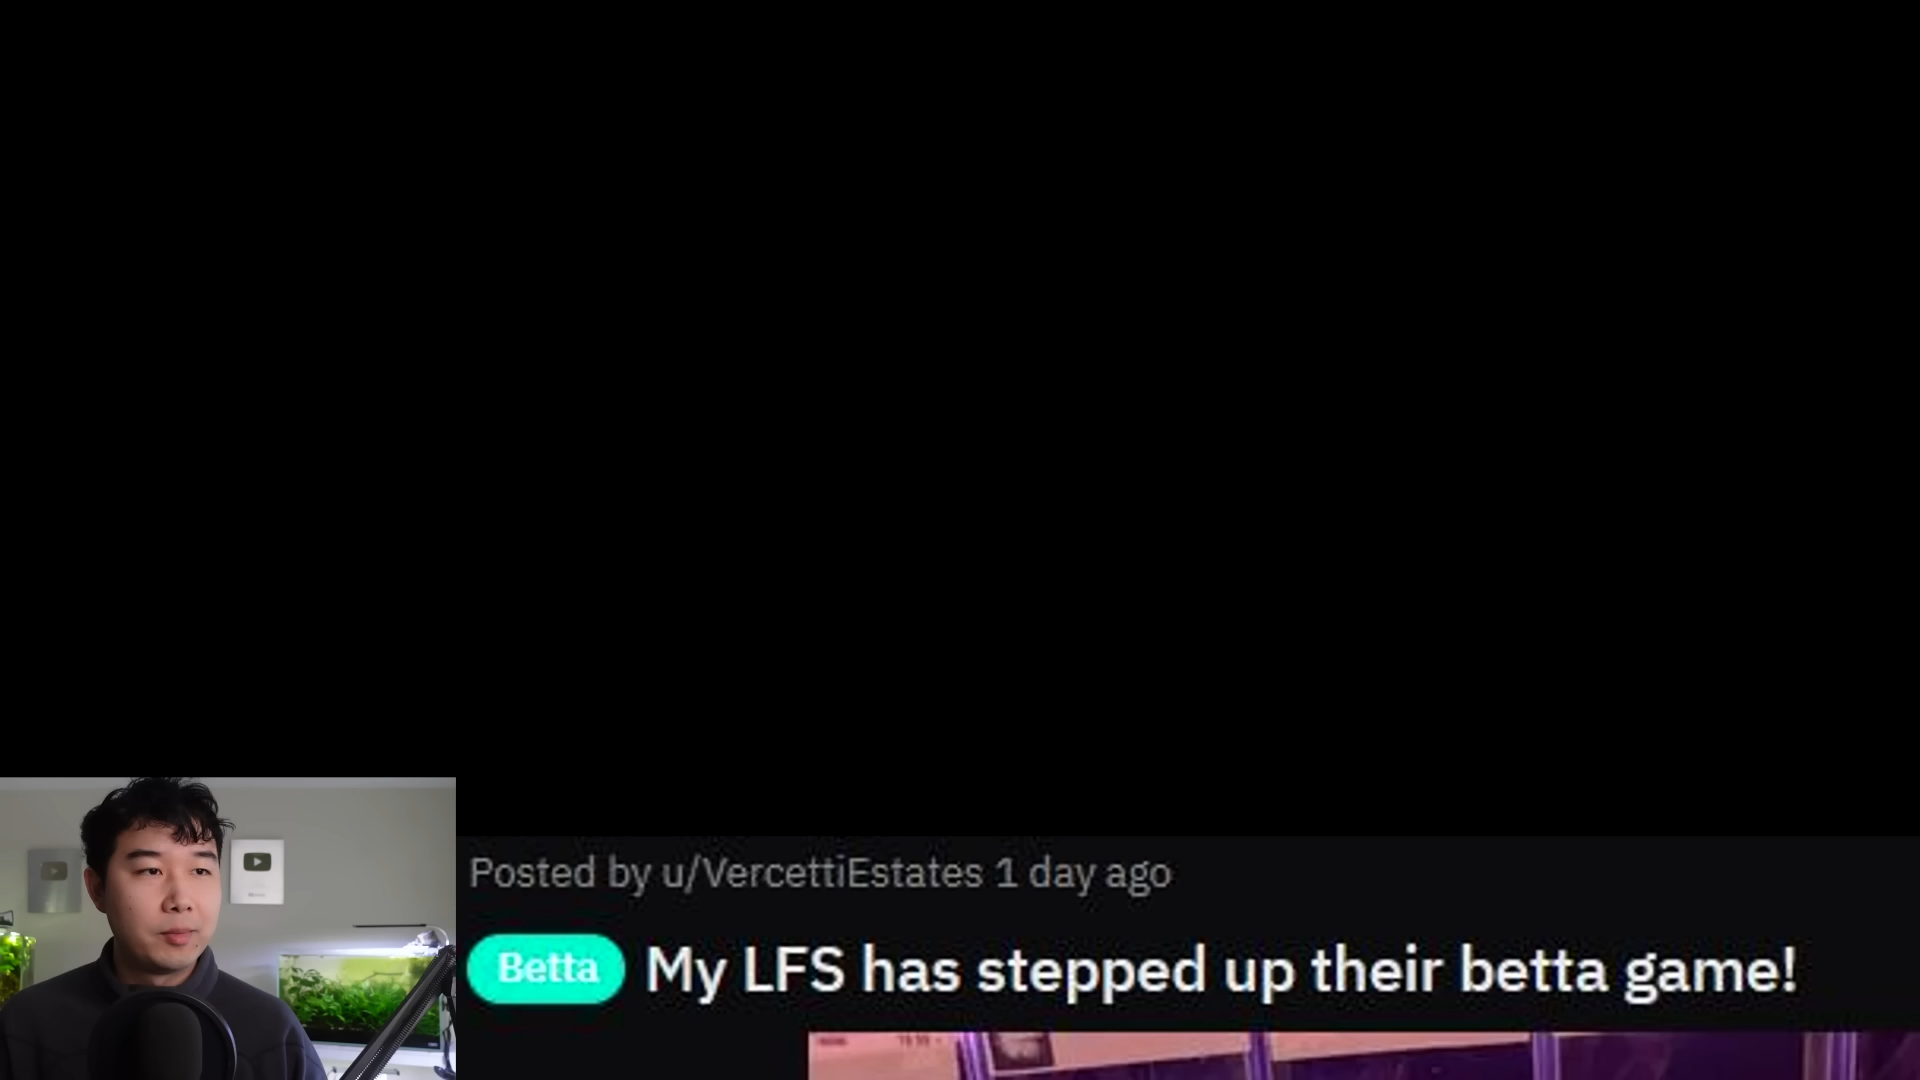 Posted by u/VercettiEstates 1 day ago
Betta My LFS has stepped up their betta game!